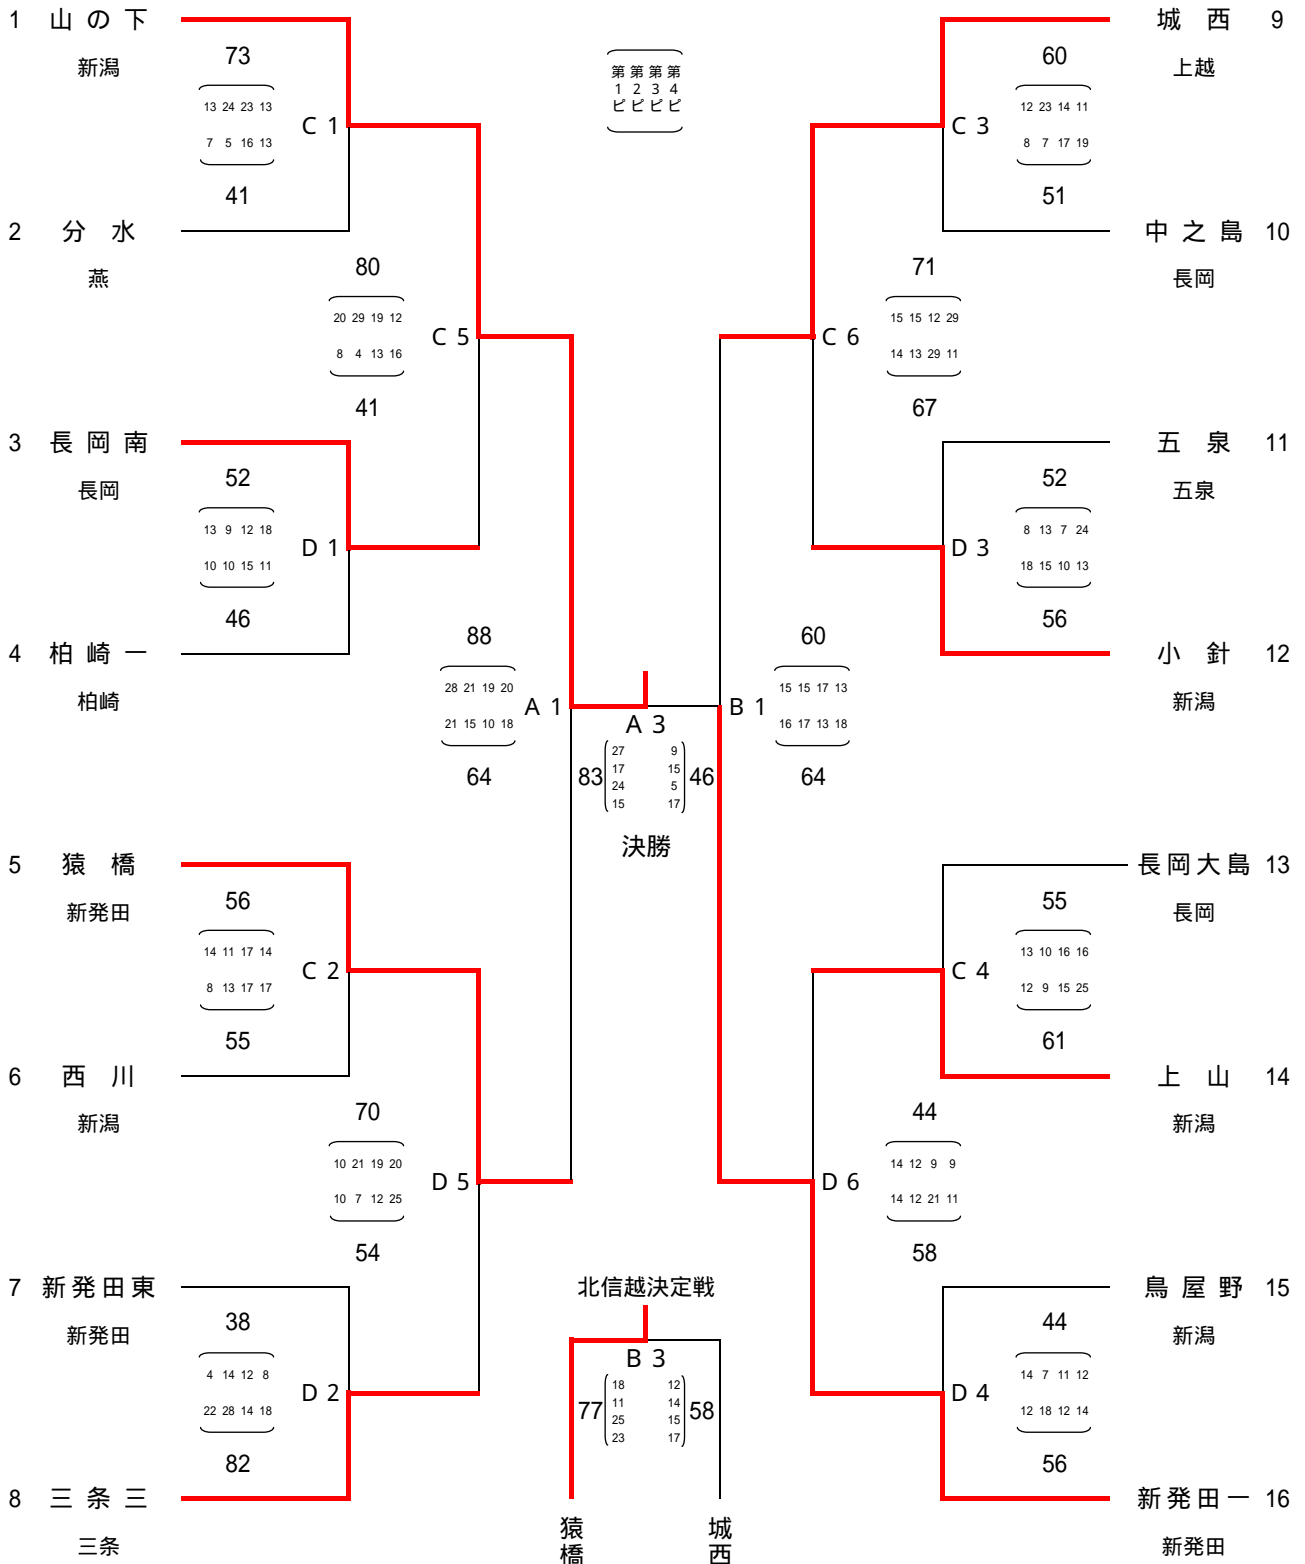 1 山の下
新潟
73
13 24 23 13
C 1
7 5 16 13
41
2 分水
燕
80
20 29 19 12
C 5
8 4 13 16
41
3 長岡南
長岡
52
13 9 12 18
D 1
10 10 15 11
46
4 柏崎一
柏崎
88
28 21 19 20
A 1
21 15 10 18
64
5 猿橋
新発田
56
14 11 17 14
C 2
8 13 17 17
55
6 西川
新潟
70
10 21 19 20
D 5
10 7 12 25
54
7 新発田東
新発田
38
4 14 12 8
D 2
22 28 14 18
82
8 三条三
三条
第1ピ 第2ピ 第3ピ 第4ピ
A 3
83 46
27 9
17 15
24 5
15 17
決勝
北信越決定戦
B 3
77 58
18 12
11 14
25 15
23 17
猿橋
城西
城西 9
上越
60
12 23 14 11
C 3
8 7 17 19
51
中之島 10
長岡
71
15 15 12 29
C 6
14 13 29 11
67
五泉 11
五泉
52
8 13 7 24
D 3
18 15 10 13
56
小針 12
新潟
60
15 15 17 13
B 1
16 17 13 18
64
長岡大島 13
長岡
55
13 10 16 16
C 4
12 9 15 25
61
上山 14
新潟
44
14 12 9 9
D 6
14 12 21 11
58
鳥屋野 15
新潟
44
14 7 11 12
D 4
12 18 12 14
56
新発田一 16
新発田